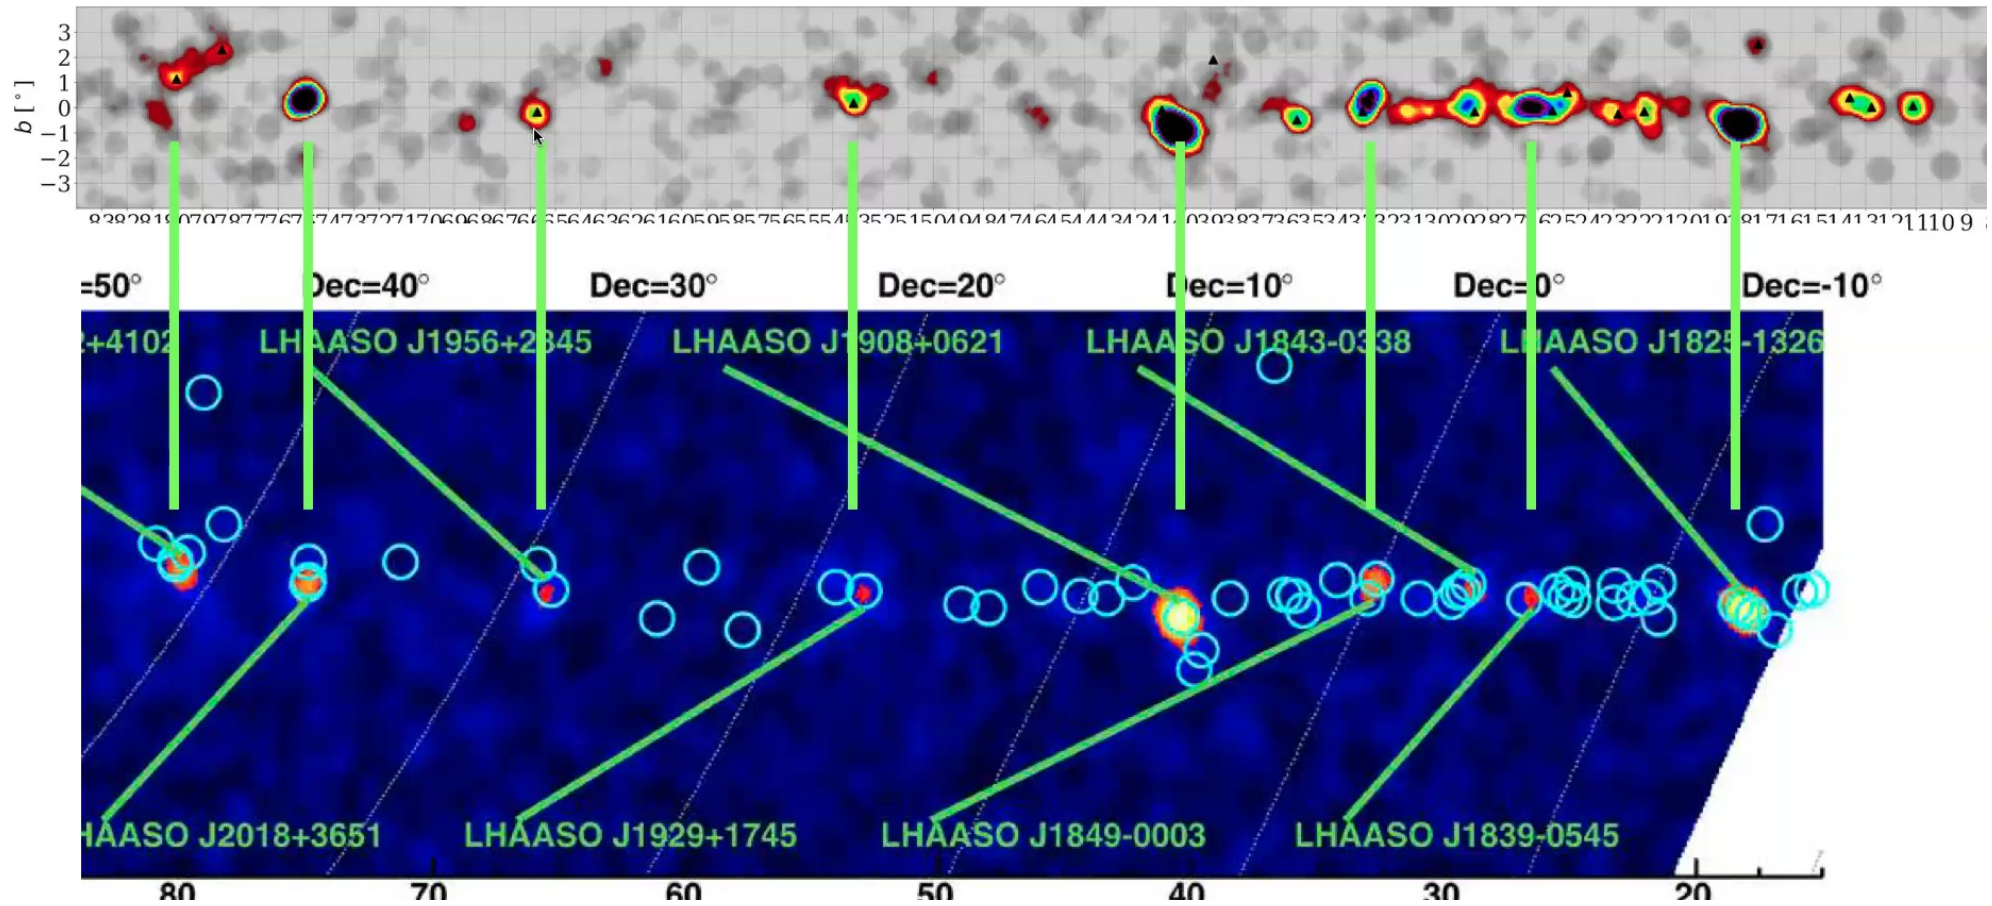 3
2
1
0
−1
−2
−3
b [°]
=50° Dec=40° Dec=30° Dec=20° Dec=10° Dec=0° Dec=-10°
2+4102 LHAASO J1956+2845 LHAASO J1908+0621 LHAASO J1843-0338 LHAASO J1825-1326
HAASO J2018+3651 LHAASO J1929+1745 LHAASO J1849-0003 LHAASO J1839-0545
80 70 60 50 40 30 20